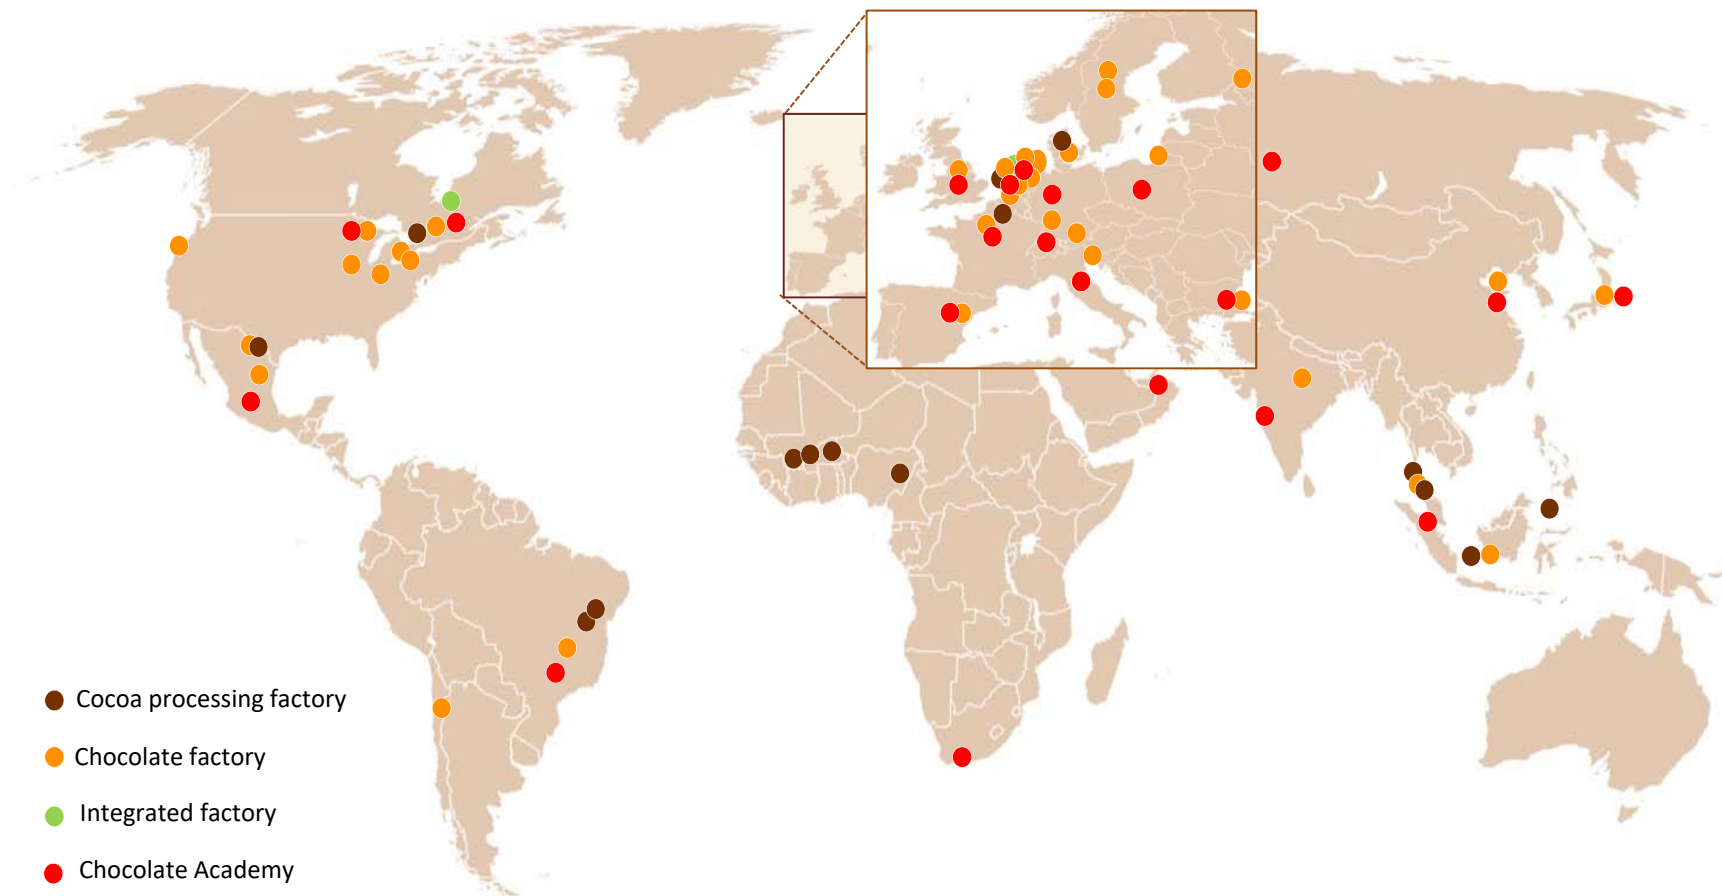 Cocoa processing factory
Chocolate factory
Integrated factory
Chocolate Academy